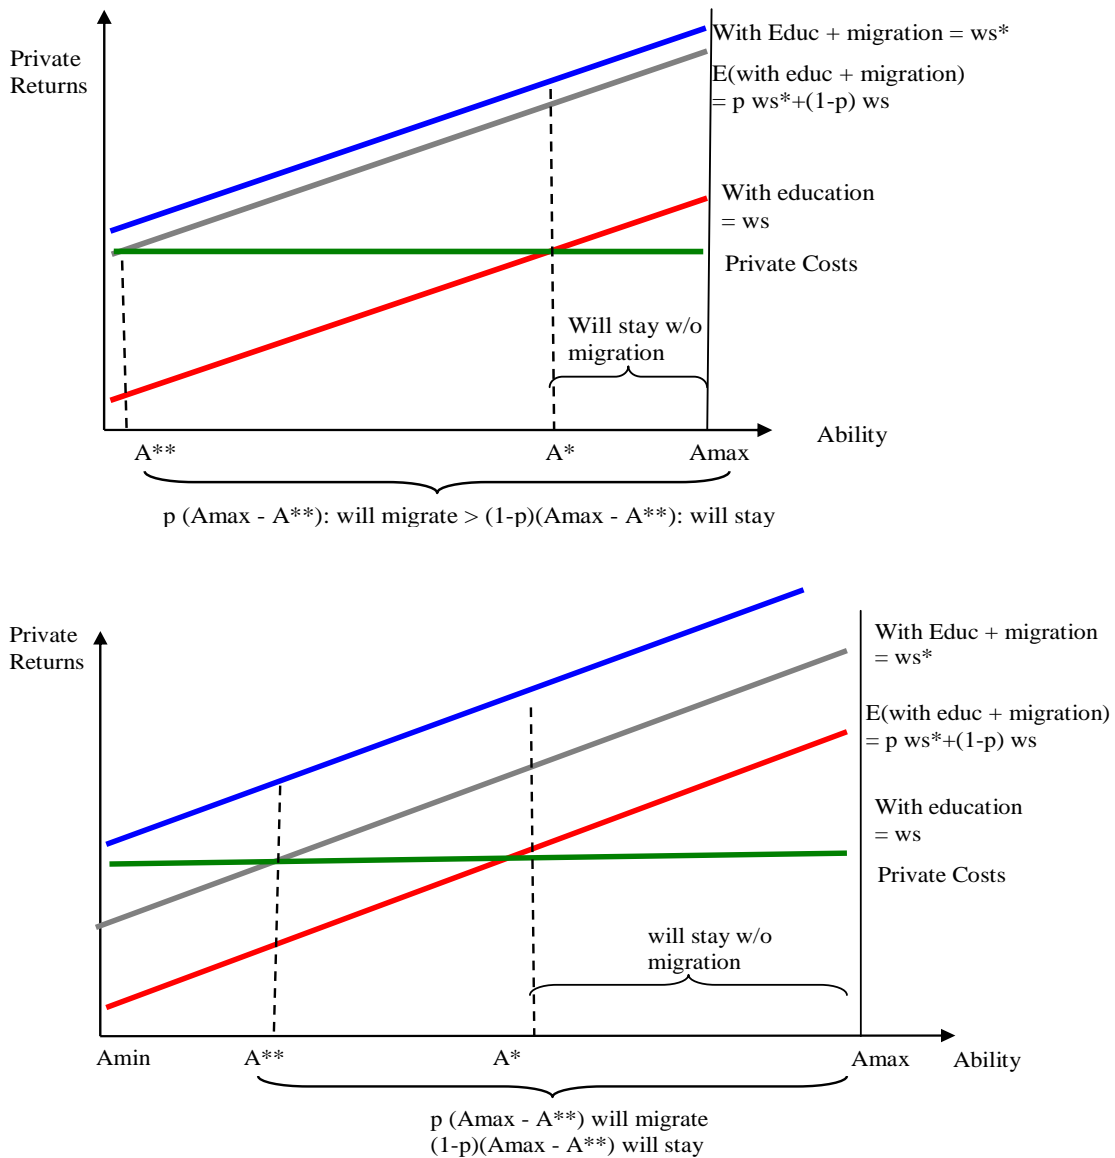 Private
Returns
With Educ + migration = ws*
E(with educ + migration)
= p ws*+(1-p) ws
With education
= ws
Private Costs
Will stay w/o
migration
Ability
A**
A*
Amax
p (Amax - A**): will migrate > (1-p)(Amax - A**): will stay
Private
Returns
With Educ + migration
= ws*
E(with educ + migration)
= p ws*+(1-p) ws
With education
= ws
Private Costs
will stay w/o
migration
Amin
A**
A*
Amax
Ability
p (Amax - A**) will migrate
(1-p)(Amax - A**) will stay